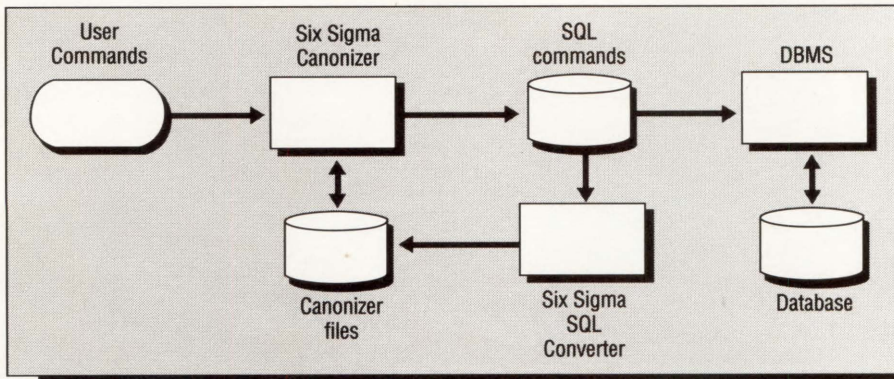 User
Commands
Six Sigma
Canonizer
SQL
commands
DBMS
Canonizer
files
Six Sigma
SQL
Converter
Database